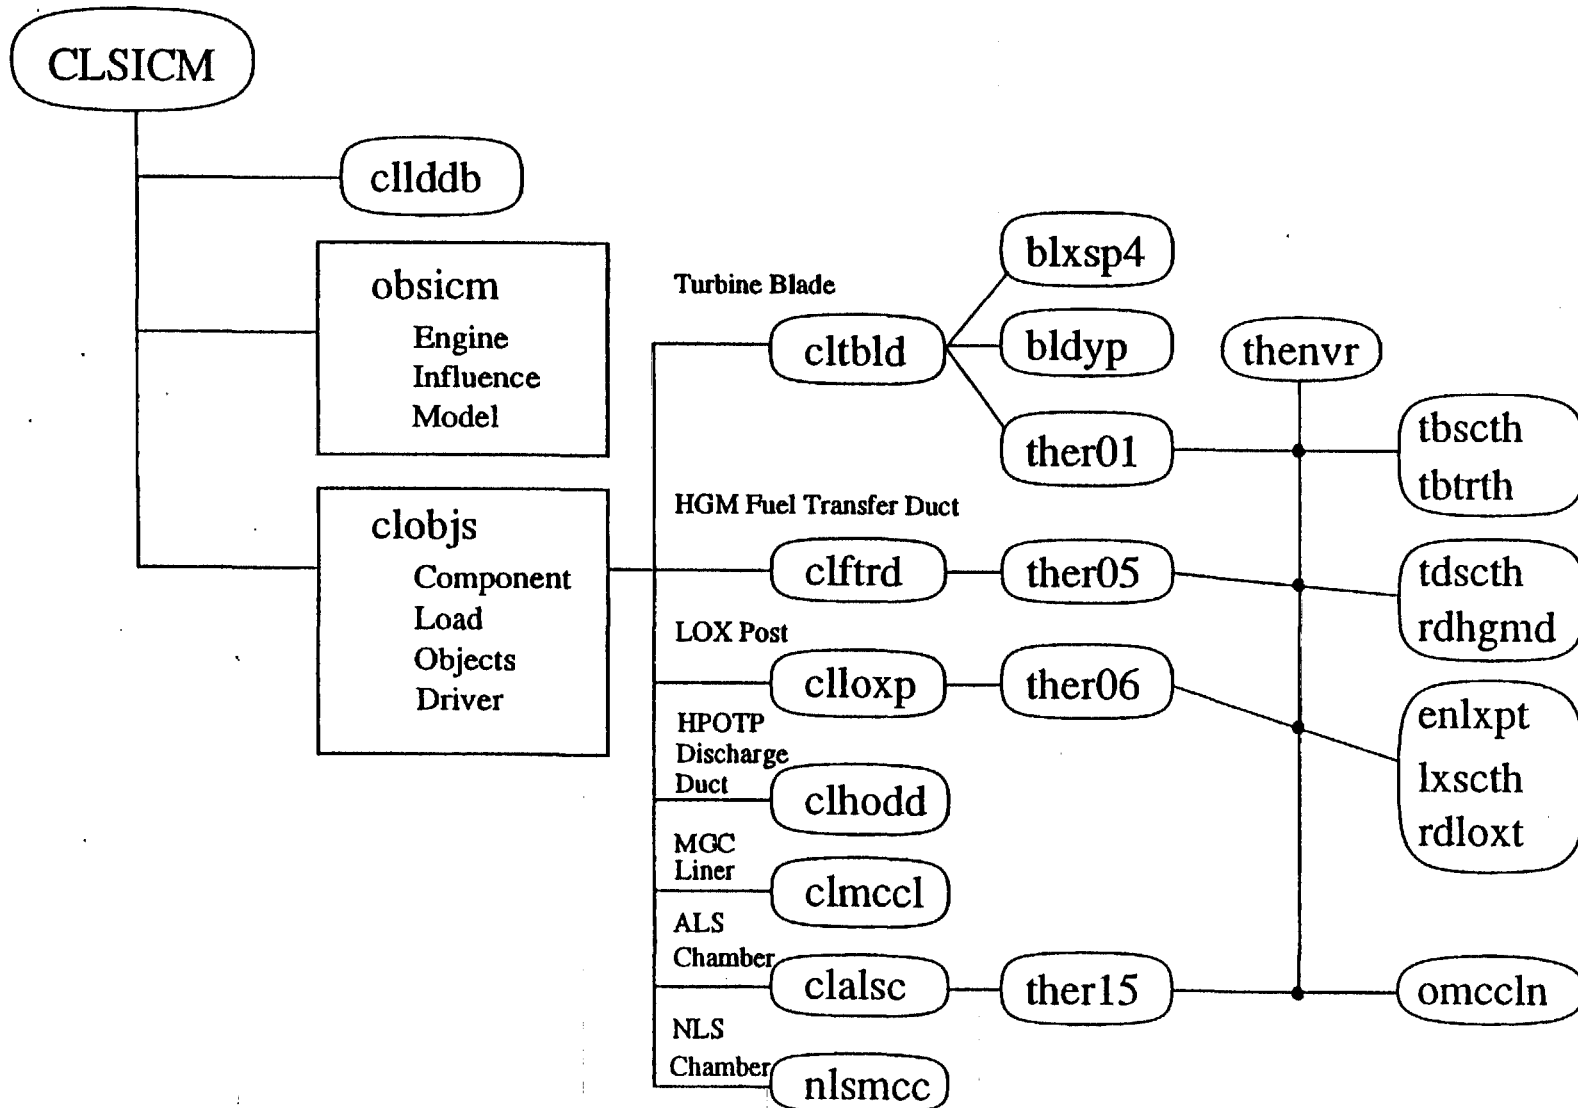 CLSICM
cllddb
obsicm
Engine
Influence
Model
clobjs
Component
Load
Objects
Driver
Turbine Blade
cltbld
blxsp4
bldyp
ther01
thenvr
tbscth
tbtrth
HGM Fuel Transfer Duct
clftrd
ther05
tdscth
rdhgmd
LOX Post
clloxp
ther06
enlxpt
lxscth
rdloxt
HPOTP
Discharge
Duct
clhodd
MGC
Liner
clmccl
ALS
Chamber
clalsc
ther15
omccln
NLS
Chamber
nlsmcc